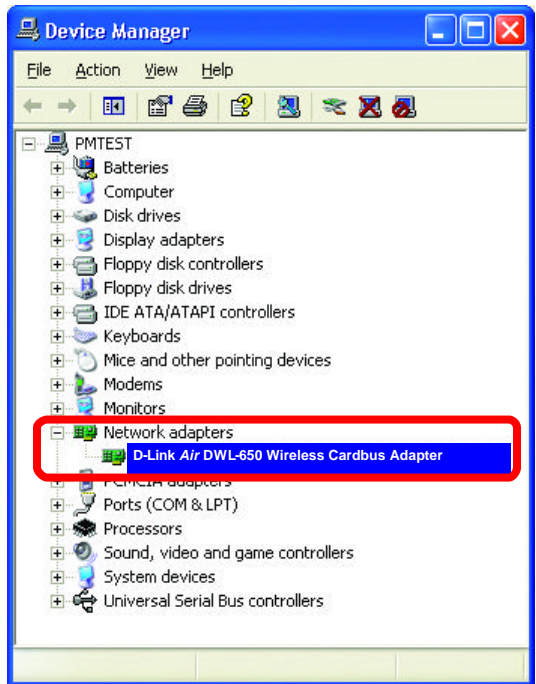 Device Manager
File Action View Help
PMTEST
Batteries
Computer
Disk drives
Display adapters
Floppy disk controllers
Floppy disk drives
IDE ATA/ATAPI controllers
Keyboards
Mice and other pointing devices
Modems
Monitors
Network adapters
D-Link Air DWL-650 Wireless Cardbus Adapter
PCMCIA adapters
Ports (COM & LPT)
Processors
Sound, video and game controllers
System devices
Universal Serial Bus controllers